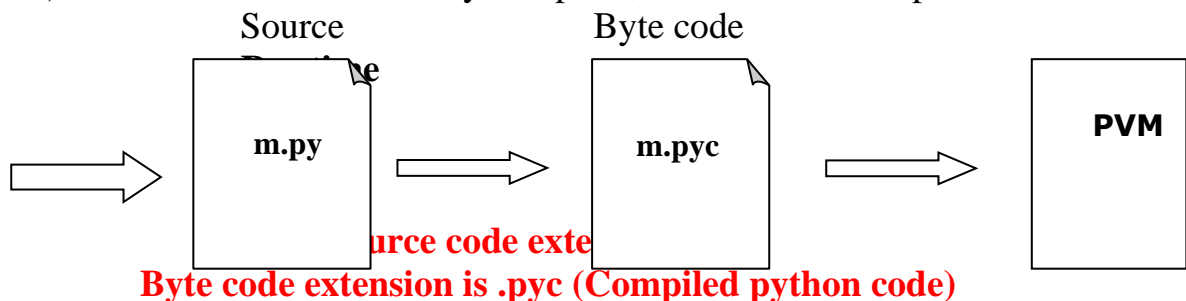 Source Byte code
m.py m.pyc PVM
urce code exte
Byte code extension is .pyc (Compiled python code)